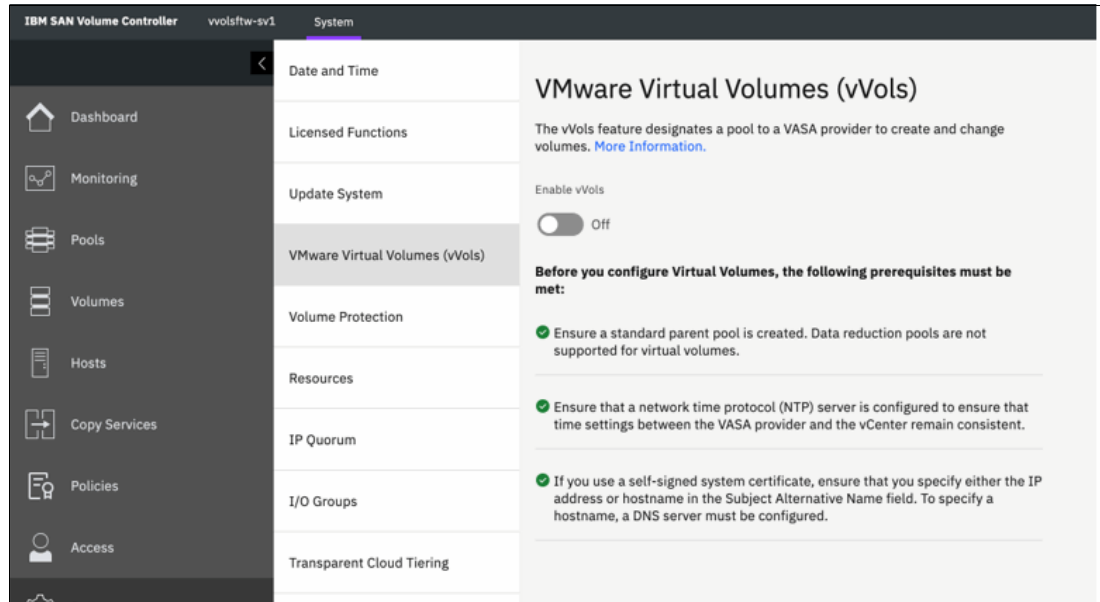 IBM SAN Volume Controller vvolsftw-sv1 System
Dashboard
Monitoring
Pools
Volumes
Hosts
Copy Services
Policies
Access
Date and Time
Licensed Functions
Update System
VMware Virtual Volumes (vVols)
Volume Protection
Resources
IP Quorum
I/O Groups
Transparent Cloud Tiering
VMware Virtual Volumes (vVols)
The vVols feature designates a pool to a VASA provider to create and change
volumes. More Information.
Enable vVols
Off
Before you configure Virtual Volumes, the following prerequisites must be
met:
Ensure a standard parent pool is created. Data reduction pools are not
supported for virtual volumes.
Ensure that a network time protocol (NTP) server is configured to ensure that
time settings between the VASA provider and the vCenter remain consistent.
If you use a self-signed system certificate, ensure that you specify either the IP
address or hostname in the Subject Alternative Name field. To specify a
hostname, a DNS server must be configured.